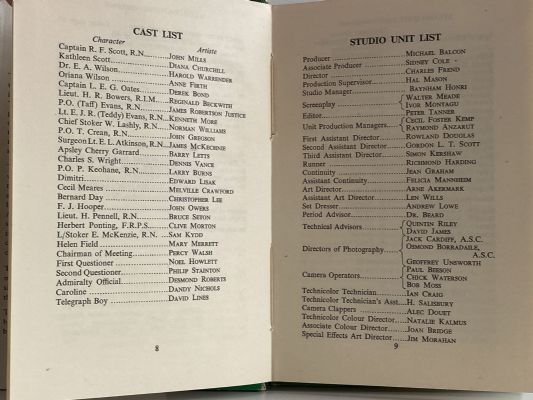 CAST LIST
Character Artiste
Captain R. F. Scott, R.N. JOHN MILLS
Kathleen Scott DIANA CHURCHILL
Dr. E. A. Wilson HAROLD WARRENDER
Oriana Wilson ANNE FIRTH
Captain L. E. G. Oates DEREK BOND
Lieut. H. R. Bowers, R.I.M. REGINALD BECKWITH
P.O. (Taff) Evans, R.N. JAMES ROBERTSON JUSTICE
Lt. E. J. R. (Teddy) Evans, R.N. KENNETH MORE
Chief Stoker W. Lashly, R.N. NORMAN WILLIAMS
P.O. T. Crean, R.N. JOHN GREGSON
Surgeon Lt. E. L. Atkinson, R.N. JAMES MCKECHNIE
Apsley Cherry Garrard BARRY LETTS
Charles S. Wright DENNIS VANCE
P.O. P. Keohane, R.N. LARRY BURNS
Dimitri EDWARD LISAK
Cecil Meares MELVILLE CRAWFORD
Bernard Day CHRISTOPHER LEE
F. J. Hooper JOHN OWERS
Lieut. H. Pennell, R.N. BRUCE SETON
Herbert Ponting, F.R.P.S. CLIVE MORTON
L/Stoker E. McKenzie, R.N. SAM KYDD
Helen Field MARY MERRETT
Chairman of Meeting PERCY WALSH
First Questioner NOEL HOWLETT
Second Questioner PHILIP STAINTON
Admiralty Official DESMOND ROBERTS
Caroline DANDY NICHOLS
Telegraph Boy DAVID LINES
8
STUDIO UNIT LIST
Producer MICHAEL BALCON
Associate Producer SIDNEY COLE
Director CHARLES FREND
Production Supervisor HAL MASON
Studio Manager BAYNHAM HONRI
Screenplay WALTER MEADE
IVOR MONTAGU
Editor PETER TANNER
Unit Production Managers CECIL FOSTER KEMP
RAYMOND ANZARUT
First Assistant Director ROWLAND DOUGLAS
Second Assistant Director GORDON L. T. SCOTT
Third Assistant Director SIMON KERSHAW
Runner RICHMOND HARDING
Continuity JEAN GRAHAM
Assistant Continuity FELICIA MANNHEIM
Art Director ARNE AKERMARK
Assistant Art Director LEN WILLS
Set Dresser ANDREW LOWE
Period Advisor DR. BEARD
Technical Advisors QUINTIN RILEY
DAVID JAMES
Directors of Photography JACK CARDIFF, A.S.C.
OSMOND BORRADAILE, A.S.C.
GEOFFREY UNSWORTH
Camera Operators PAUL BEESON
CHICK WATERSON
BOB MOSS
Technicolor Technician IAN CRAIG
Technicolor Technician's Asst. H. SALISBURY
Camera Clappers ALEC DOUET
Technicolor Colour Director NATALIE KALMUS
Associate Colour Director JOAN BRIDGE
Special Effects Art Director JIM MORAHAN
9